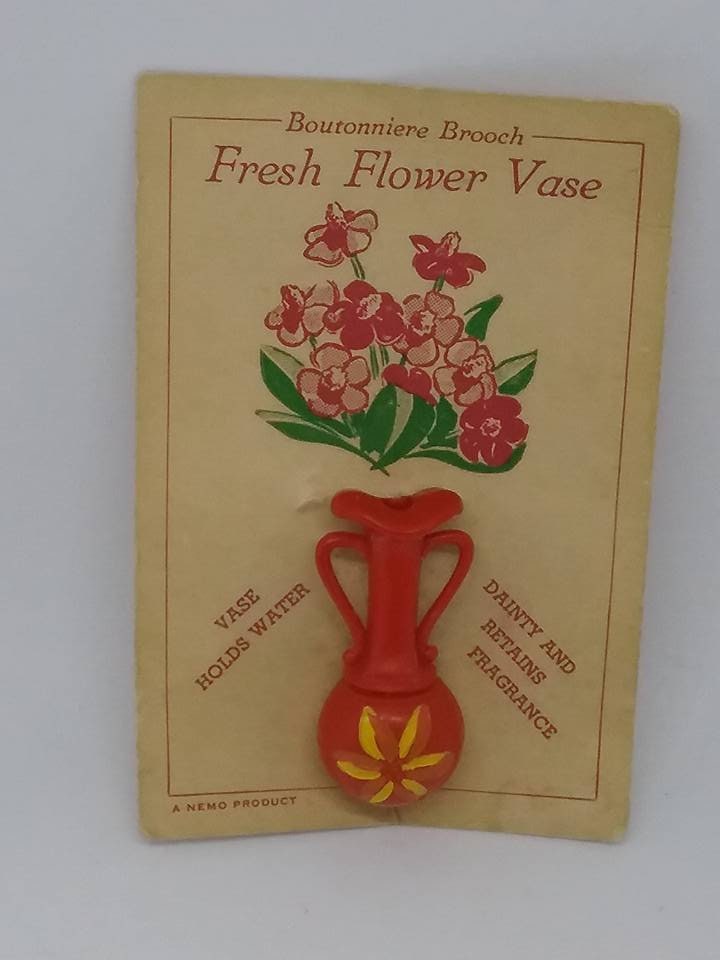 Boutonniere Brooch
Fresh Flower Vase
VASE
HOLDS WATER
DAINTY AND
RETAINS
FRAGRANCE
A NEMO PRODUCT